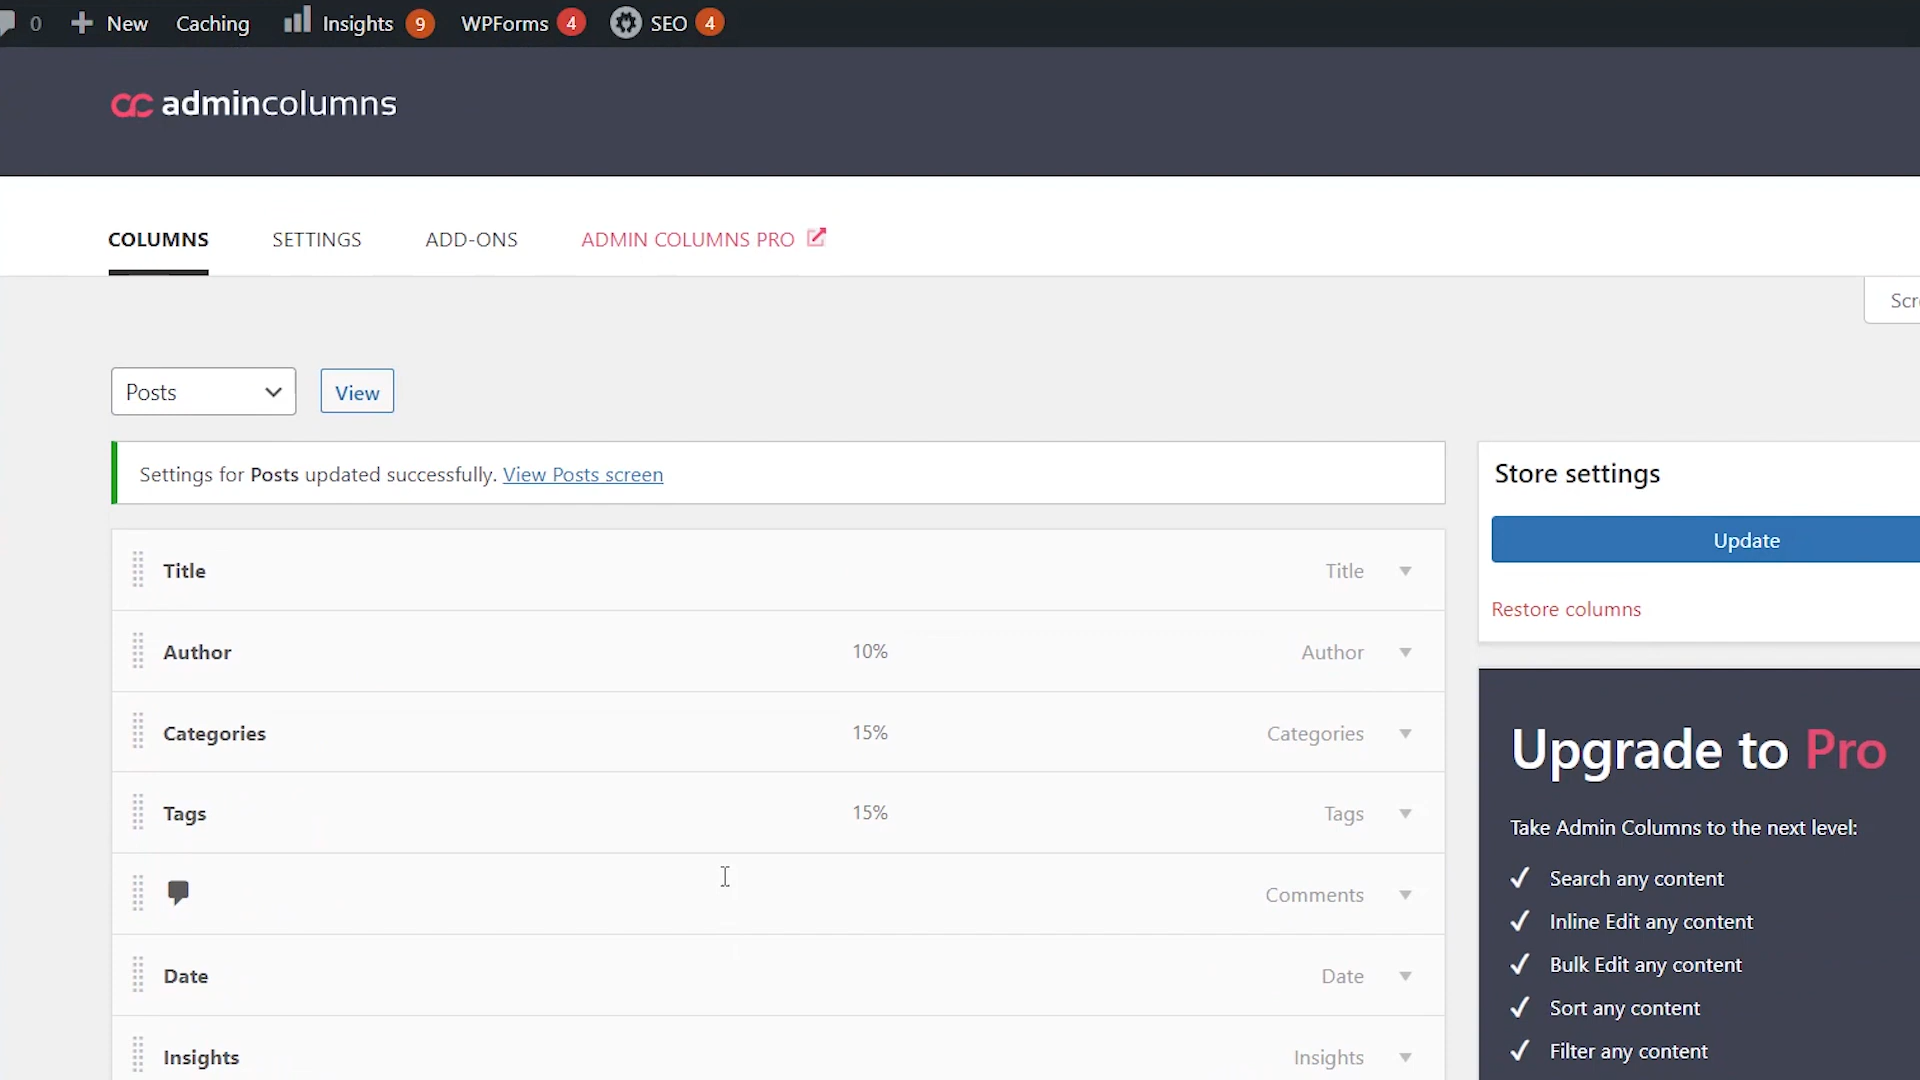 0 New Caching Insights 9 WPForms 4 SEO 4
admincolumns
COLUMNS SETTINGS ADD-ONS ADMIN COLUMNS PRO
Scr
Posts View
Settings for Posts updated successfully. View Posts screen
Store settings
Update
Restore columns
Title Title
Author 10% Author
Categories 15% Categories
Tags 15% Tags
Comments
Date Date
Insights Insights
Upgrade to Pro
Take Admin Columns to the next level:
Search any content
Inline Edit any content
Bulk Edit any content
Sort any content
Filter any content